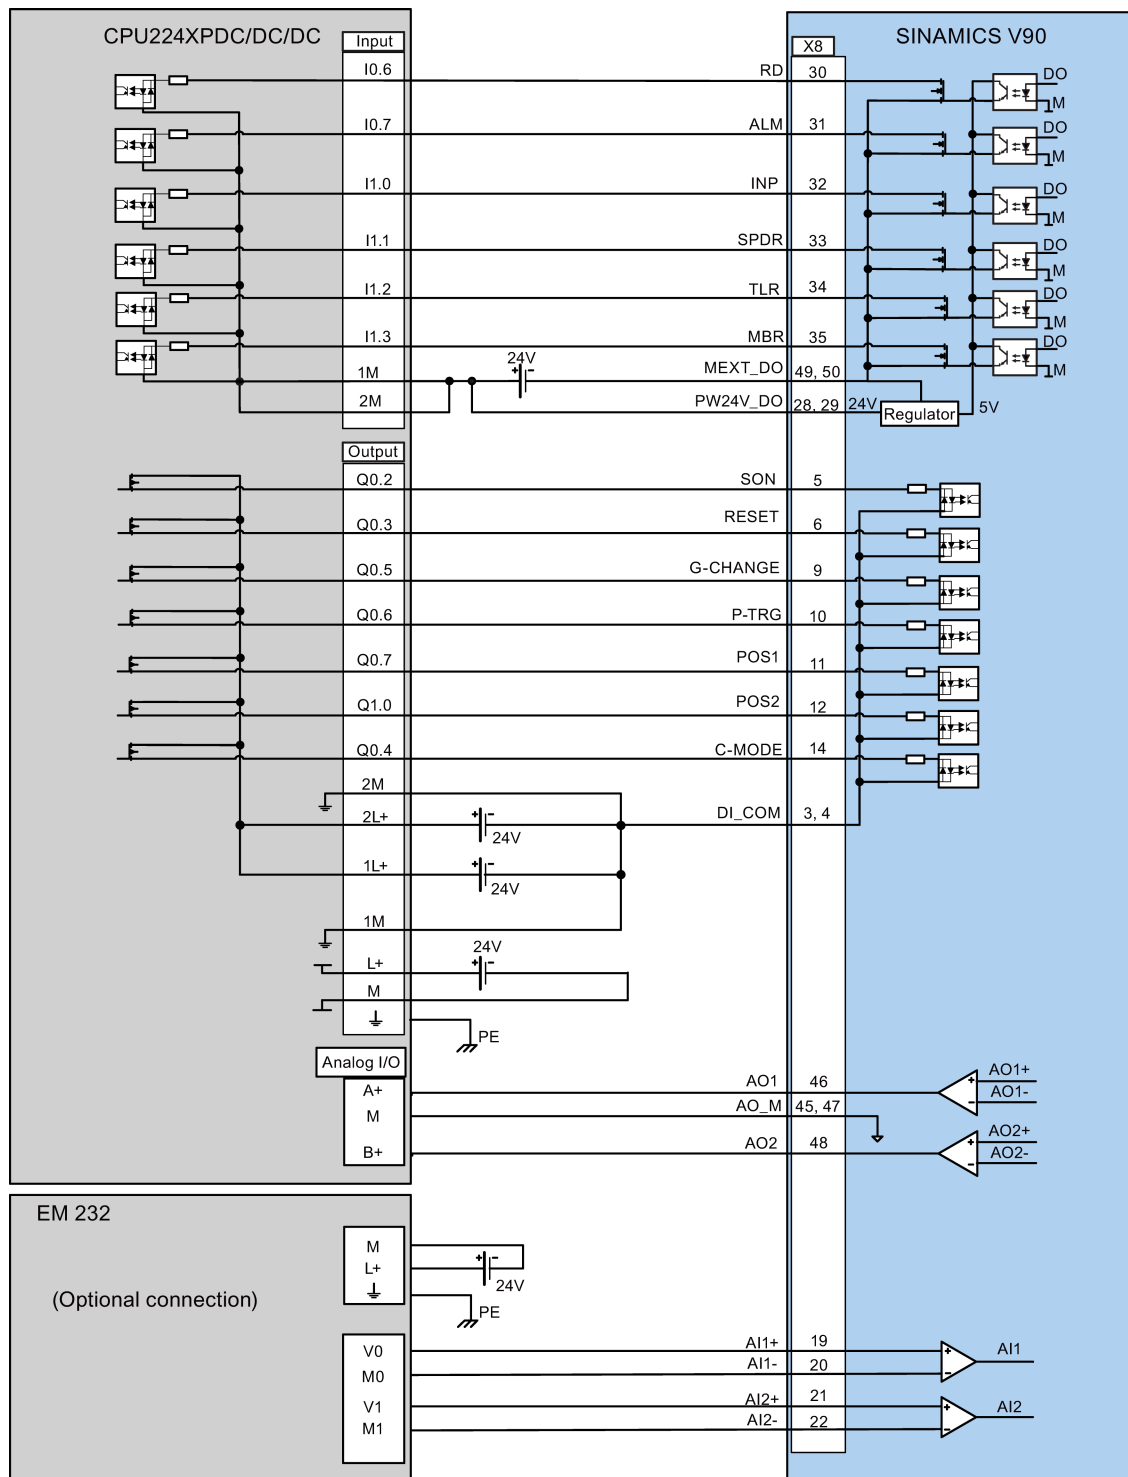 CPU224XPDC/DC/DC
Input
SINAMICS V90
X8
I0.6 RD 30 DO
M
I0.7 ALM 31 DO
M
I1.0 INP 32 DO
M
I1.1 SPDR 33 DO
M
I1.2 TLR 34 DO
M
I1.3 MBR 35 DO
M
24V
+ -
1M MEXT_DO 49, 50
2M PW24V_DO 28, 29 24V Regulator 5V
Output
Q0.2 SON 5
Q0.3 RESET 6
Q0.5 G-CHANGE 9
Q0.6 P-TRG 10
Q0.7 POS1 11
Q1.0 POS2 12
Q0.4 C-MODE 14
2M
2L+ + - DI_COM 3, 4
24V
1L+ + -
24V
1M
24V
L+ + -
M
PE
Analog I/O
A+ AO1 46 + AO1+
- AO1-
M AO_M 45, 47
B+ AO2 48 + AO2+
- AO2-
EM 232
M
L+ + -
24V
(Optional connection)
PE
V0 AI1+ 19 + AI1
M0 AI1- 20 -
V1 AI2+ 21 + AI2
M1 AI2- 22 -